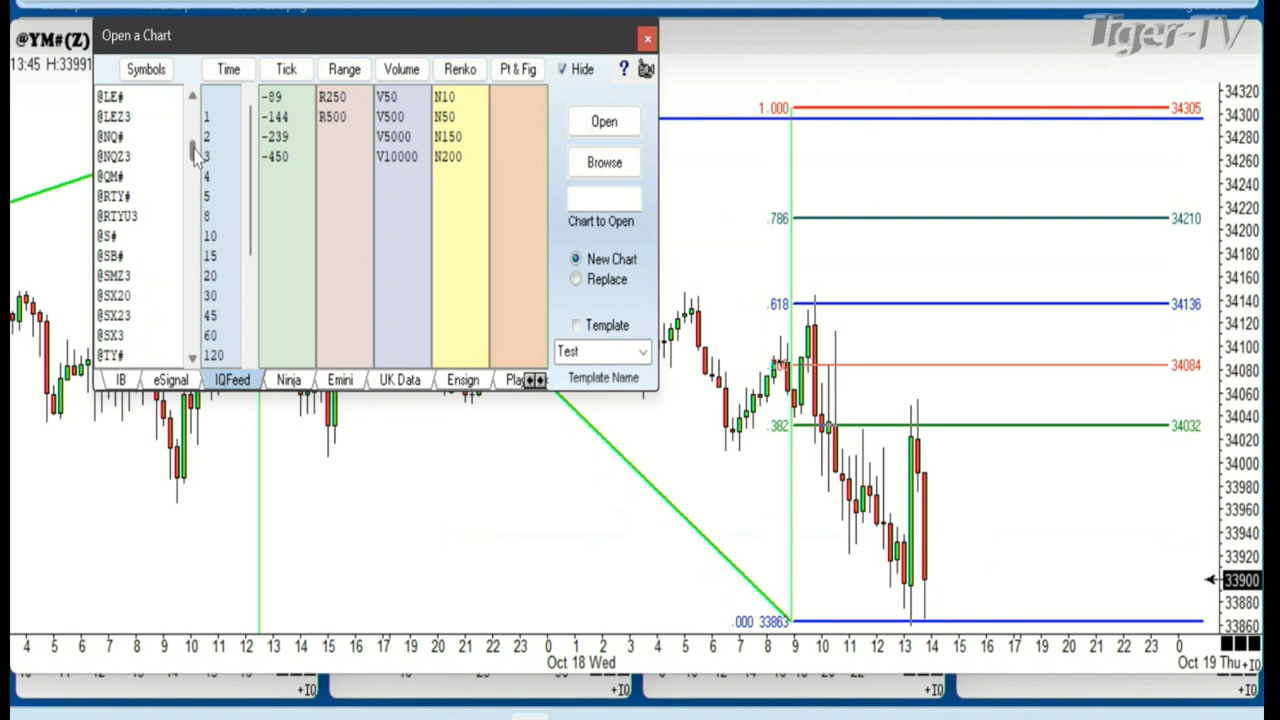 Tiger-TV
@YM#(Z)
Open a Chart
13:45 H:33991
Symbols Time Tick Range Volume Renko Pt & Fig Hide ?
@LE# -89 R250 V50 N10
@LEZ3 1 -144 R500 V500 N50
@NQ# 2 -239 V5000 N150
@NQZ3 3 -450 V10000 N200
@QM# 4
@RTY# 5
@RTYU3 8
@S# 10
@SB# 15
@SMZ3 20
@SX20 30
@SX23 45
@SX3 60
@TY# 120
Open
Browse
Chart to Open
New Chart
Replace
Template
Test
Template Name
IB eSignal IQFeed Ninja Emini UK Data Ensign
1.000 34305
.786 34210
.618 34136
34084
.382 34032
.000 33863
34320
34300
34280
34260
34240
34220
34200
34180
34160
34140
34120
34100
34080
34060
34040
34020
34000
33980
33960
33940
33920
33900
33880
33860
4 5 6 7 8 9 10 11 12 13 14 15 16 17 18 19 20 21 22 23 0 1 2 3 4 5 6 7 8 9 10 11 12 13 14 15 16 17 18 19 20 21 22 23 0
Oct 18 Wed Oct 19 Thu +IO
+IO +IO +IO +IO